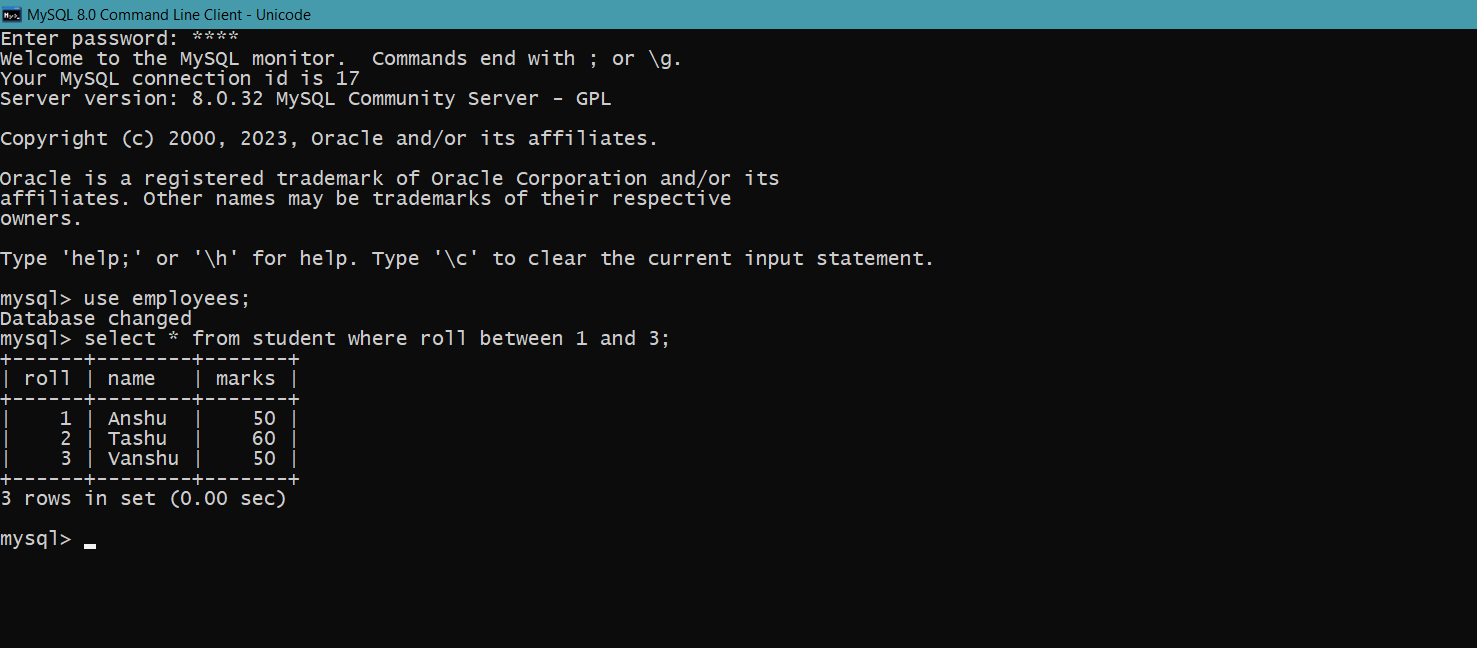 MySQL 8.0 Command Line Client - Unicode
Enter password: ****
Welcome to the MySQL monitor.  Commands end with ; or \g.
Your MySQL connection id is 17
Server version: 8.0.32 MySQL Community Server - GPL

Copyright (c) 2000, 2023, Oracle and/or its affiliates.

Oracle is a registered trademark of Oracle Corporation and/or its
affiliates. Other names may be trademarks of their respective
owners.

Type 'help;' or '\h' for help. Type '\c' to clear the current input statement.

mysql> use employees;
Database changed
mysql> select * from student where roll between 1 and 3;
+------+--------+-------+
| roll | name   | marks |
+------+--------+-------+
|    1 | Anshu  |    50 |
|    2 | Tashu  |    60 |
|    3 | Vanshu |    50 |
+------+--------+-------+
3 rows in set (0.00 sec)

mysql> _